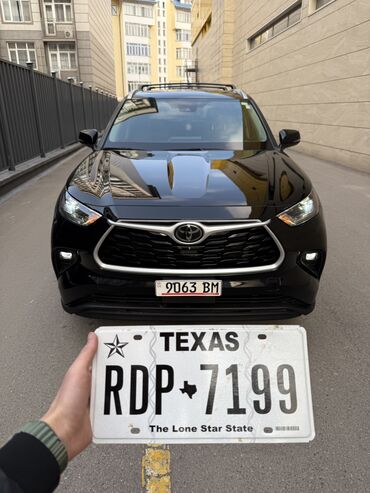 9063 BM
TEXAS
RDP 7199
The Lone Star State